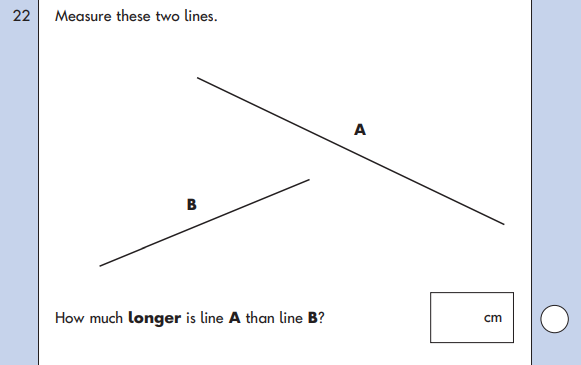 22 Measure these two lines.
A
B
How much longer is line A than line B?
cm